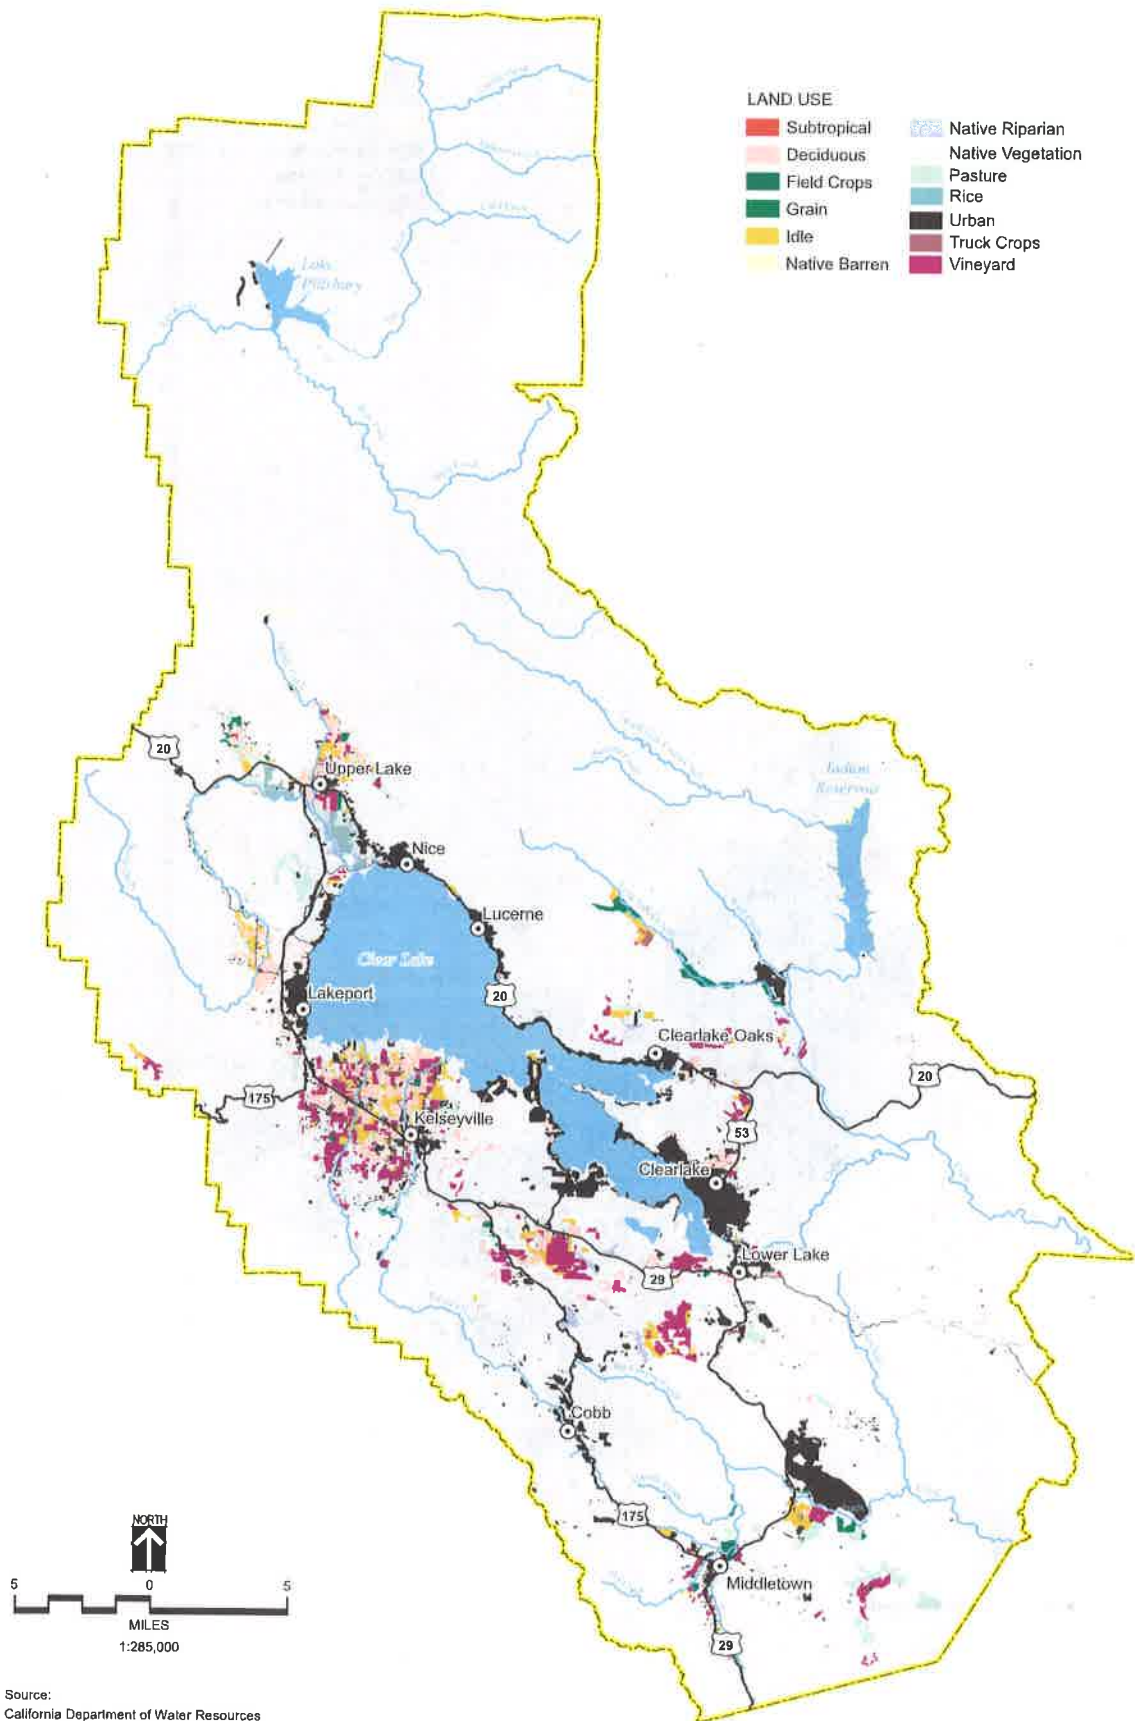 LAND USE
Subtropical
Deciduous
Field Crops
Grain
Idle
Native Barren
Native Riparian
Native Vegetation
Pasture
Rice
Urban
Truck Crops
Vineyard
Lake
Pillsbury
20
Upper Lake
Indian
Reservoir
Nice
Lucerne
Clear Lake
Lakeport
20
Clearlake Oaks
20
175
Kelseyville
53
Clearlake
Lower Lake
29
Cobb
175
Middletown
29
NORTH
5 0 5
MILES
1:285,000
Source:
California Department of Water Resources